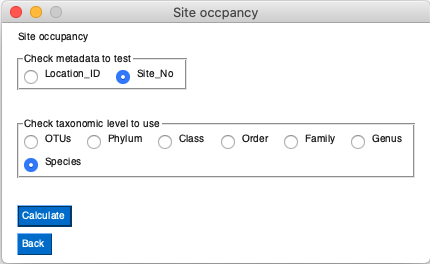 Site occpancy
Site occupancy
Check metadata to test
Location_ID Site_No
Check taxonomic level to use
OTUs Phylum Class Order Family Genus
Species
Calculate
Back